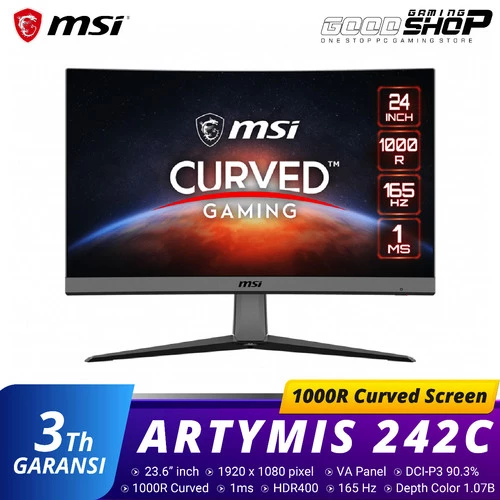 msi
GAMING
GOODSHOP
ONE STOP PC GAMING STORE
msi
CURVED™
GAMING
24
INCH
1000
R
165
HZ
1
MS
msi
1000R Curved Screen
3Th
GARANSI
ARTYMIS 242C
• 23.6” inch • 1920 x 1080 pixel • VA Panel • DCI-P3 90.3%
• 1000R Curved • 1ms • HDR400 • 165 Hz • Depth Color 1.07B